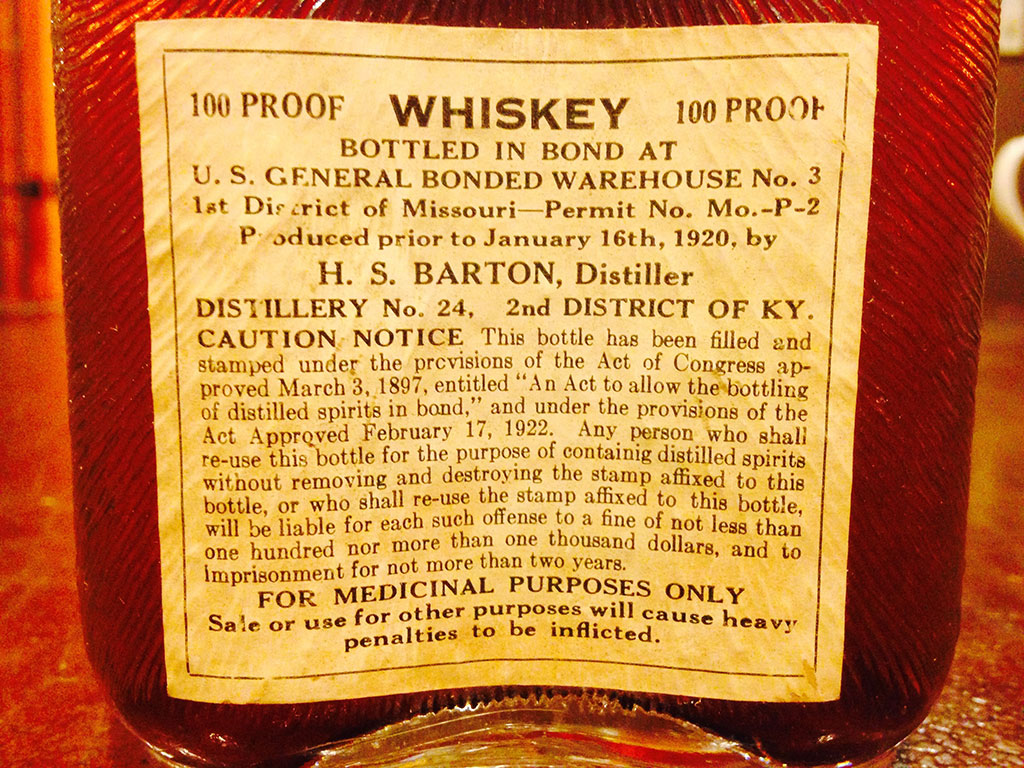 100 PROOF WHISKEY 100 PROOF
BOTTLED IN BOND AT
U. S. GENERAL BONDED WAREHOUSE No. 3
1st District of Missouri—Permit No. Mo.-P-2
Produced prior to January 16th, 1920, by
H. S. BARTON, Distiller
DISTILLERY No. 24, 2nd DISTRICT OF KY.
CAUTION NOTICE This bottle has been filled and
stamped under the provisions of the Act of Congress ap-
proved March 3, 1897, entitled "An Act to allow the bottling
of distilled spirits in bond," and under the provisions of the
Act Approved February 17, 1922. Any person who shall
re-use this bottle for the purpose of containig distilled spirits
without removing and destroying the stamp affixed to this
bottle, or who shall re-use the stamp affixed to this bottle,
will be liable for each such offense to a fine of not less than
one hundred nor more than one thousand dollars, and to
imprisonment for not more than two years.
FOR MEDICINAL PURPOSES ONLY
Sale or use for other purposes will cause heavy
penalties to be inflicted.